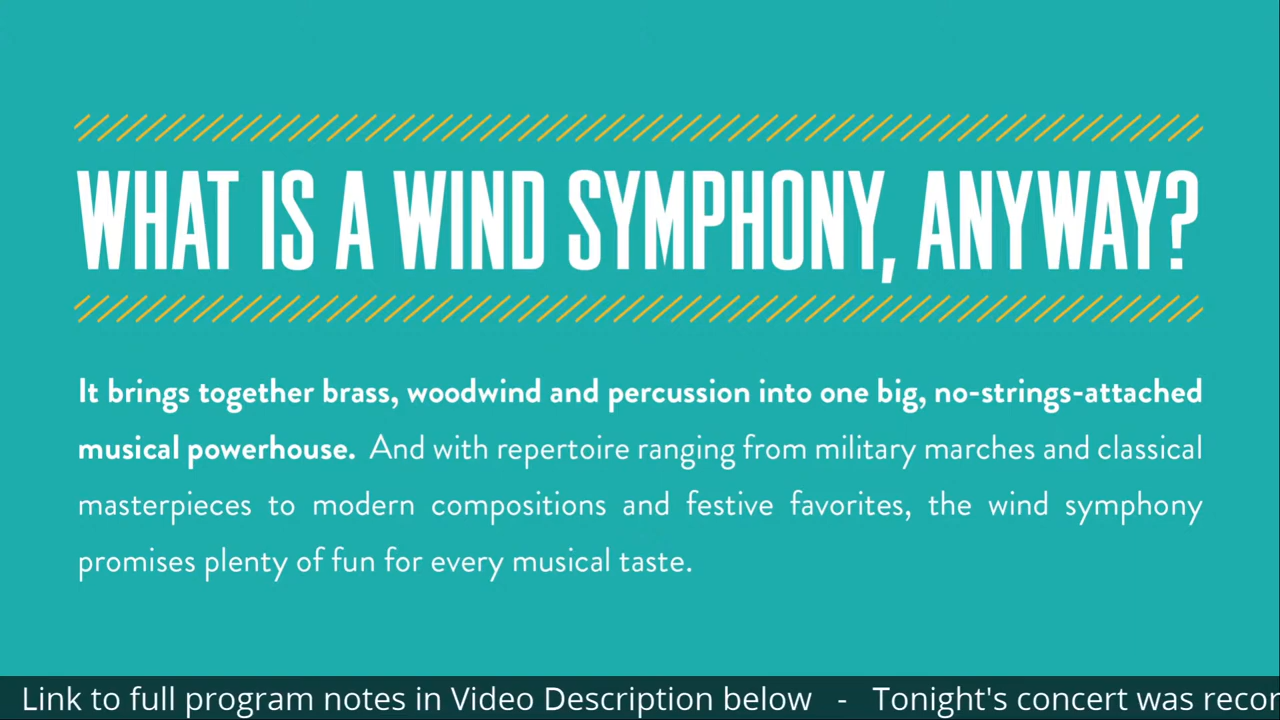 WHAT IS A WIND SYMPHONY, ANYWAY?
It brings together brass, woodwind and percussion into one big, no-strings-attached
musical powerhouse. And with repertoire ranging from military marches and classical
masterpieces to modern compositions and festive favorites, the wind symphony
promises plenty of fun for every musical taste.
Link to full program notes in Video Description below - Tonight's concert was